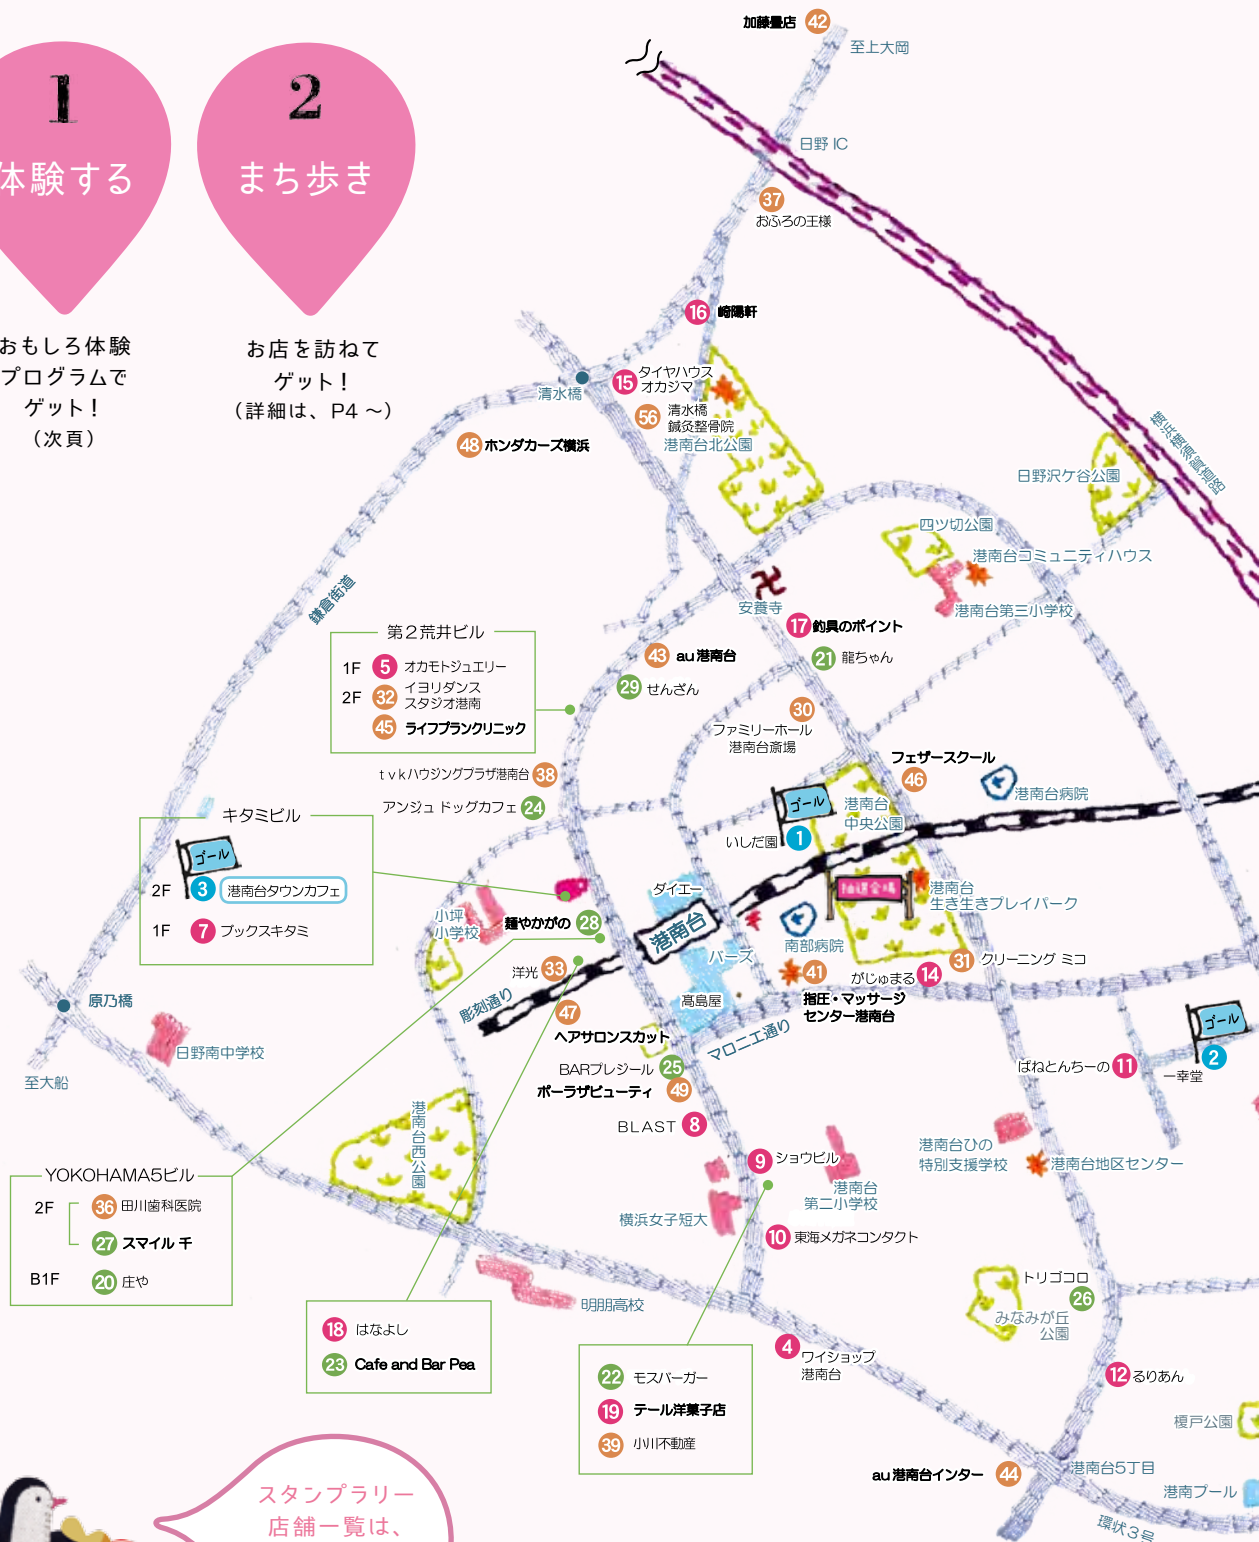 1
体験する
おもしろ体験
プログラムで
ゲット！
（次頁）
2
まち歩き
お店を訪ねて
ゲット！
（詳細は、P4 〜）
加藤畳店 42
至上大岡
日野 IC
37
おふろの王様
16 崎陽軒
清水橋
15 タイヤハウス
オカジマ
56 清水橋
鍼灸整骨院
港南台北公園
48 ホンダカーズ横浜
横浜横須賀道路
日野沢ケ谷公園
四ツ切公園
港南台コミュニティハウス
港南台第三小学校
鎌倉街道
安養寺
17 釣具のポイント
21 龍ちゃん
43 au 港南台
29 せんざん
第２荒井ビル
1F 5 オカモトジュエリー
2F 32 イヨリダンス
スタジオ港南
45 ライフプランクリニック
30
ファミリーホール
港南台斎場
tvkハウジングプラザ港南台 38
アンジュ ドッグカフェ 24
フェザースクール
46
港南台病院
ゴール
港南台
中央公園
いしだ園 1
キタミビル
ゴール
2F 3 港南台タウンカフェ
1F 7 ブックスキタミ
ダイエー
抽選会場
港南台
生き生きプレイパーク
小坪
小学校
麺やかがの 28
港南台
南部病院
バーズ
洋光 33
高島屋
41
指圧・マッサージ
センター港南台
がじゅまる 14
31 クリーニング ミコ
彫刻通り
47
ヘアサロンスカット
マロニエ通り
原乃橋
日野南中学校
至大船
ゴール
2
一幸堂
ぱねとんちーの 11
BARプレジール 25
ポーラザビューティ 49
BLAST 8
港南台西公園
9 ショウビル
港南台
第二小学校
港南台ひの
特別支援学校
港南台地区センター
YOKOHAMA5ビル
2F 36 田川歯科医院
27 スマイル 千
B1F 20 庄や
横浜女子短大
10 東海メガネコンタクト
明朋高校
トリゴコロ
26
みなみが丘
公園
18 はなよし
23 Cafe and Bar Pea
22 モスバーガー
19 テール洋菓子店
39 小川不動産
4 ワイショップ
港南台
12 るりあん
榎戸公園
au 港南台インター 44
港南台5丁目
港南プール
環状３号
スタンプラリー
店舗一覧は、